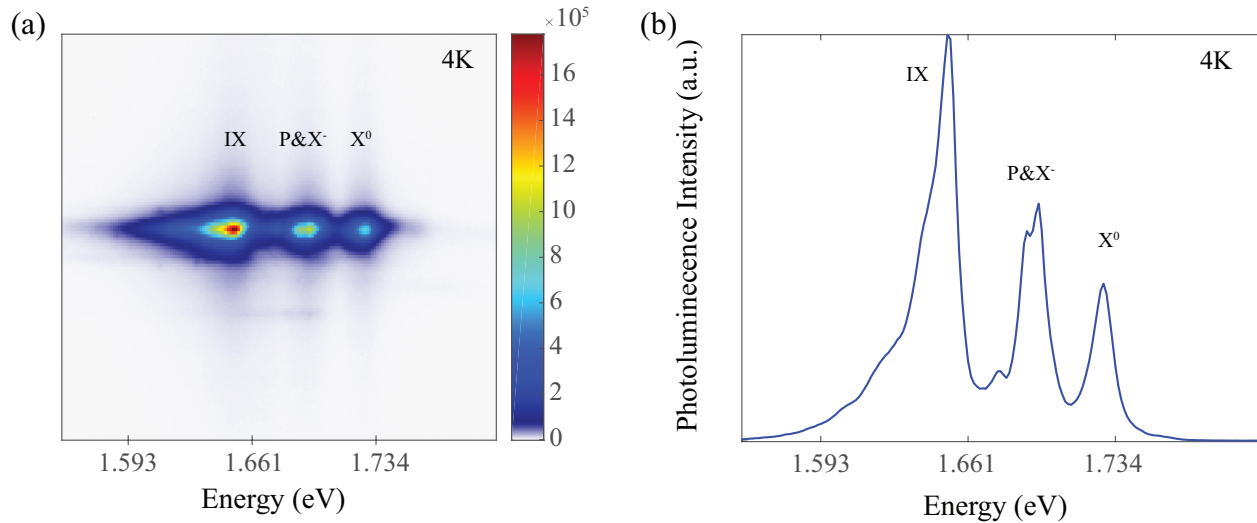 (a)
×10⁵
4K
IX
P&X⁻
X⁰
16
14
12
10
8
6
4
2
0
1.593
1.661
1.734
Energy (eV)
(b)
4K
IX
P&X⁻
X⁰
Photoluminecence Intensity (a.u.)
1.593
1.661
1.734
Energy (eV)